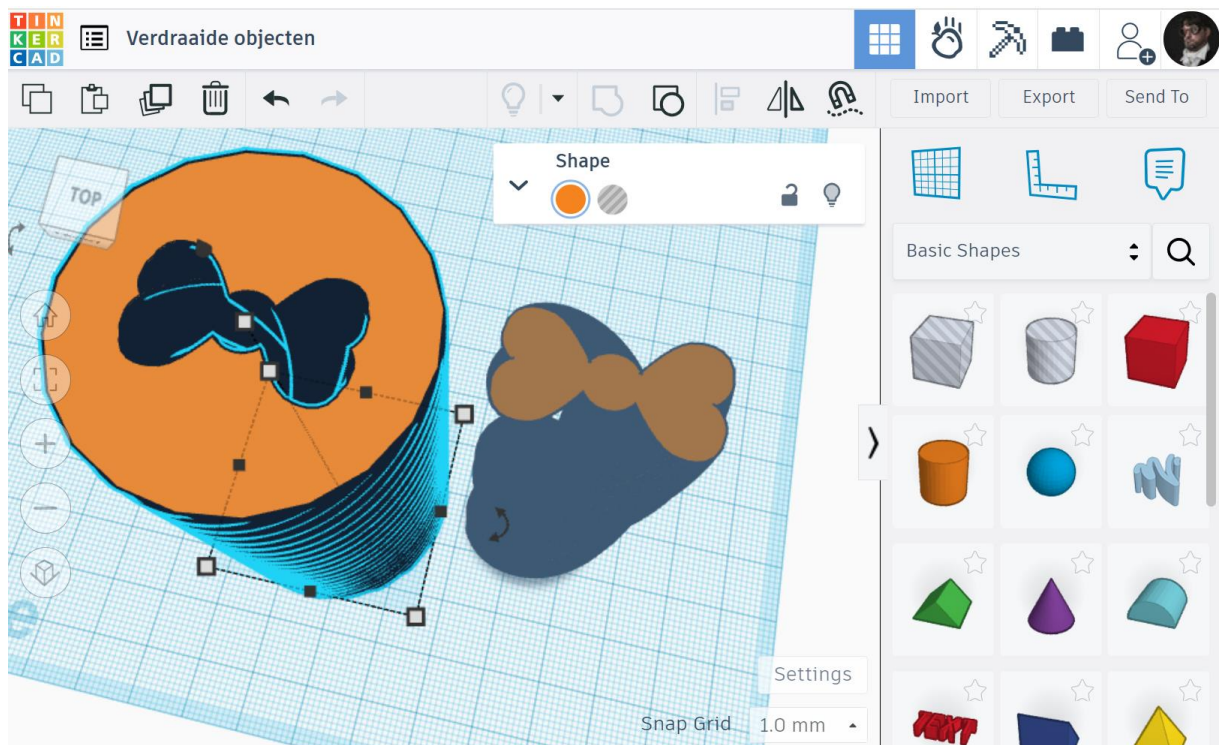 TIN
KER
CAD
Verdraaide objecten
Import
Export
Send To
TOP
Shape
Basic Shapes
TEXT
Settings
Snap Grid
1.0 mm